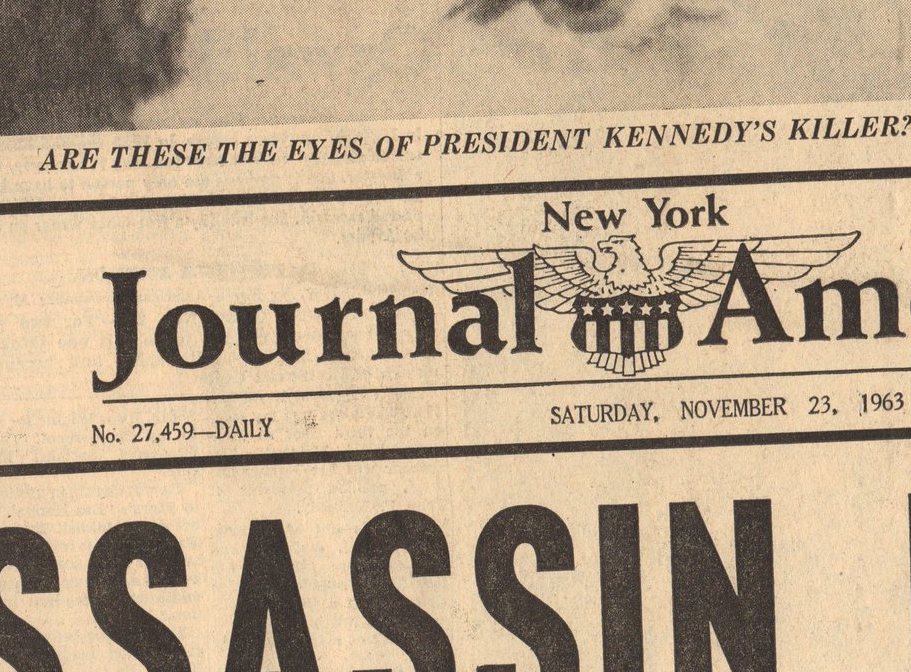 ARE THESE THE EYES OF PRESIDENT KENNEDY'S KILLER?
New York
Journal Am
No. 27,459—DAILY
SATURDAY, NOVEMBER 23, 1963
SSASSIN